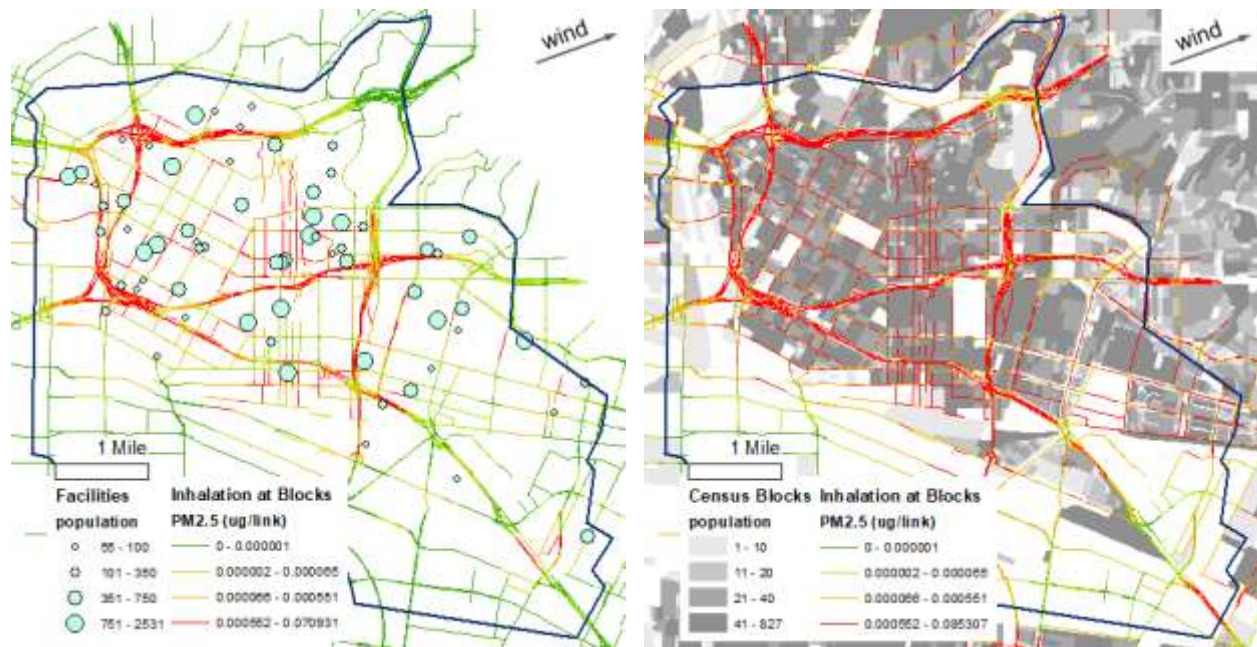 wind
1 Mile
Facilities
population
55 - 100
101 - 350
351 - 750
751 - 2531
Inhalation at Blocks
PM2.5 (ug/link)
0 - 0.000001
0.000002 - 0.000065
0.000066 - 0.000551
0.000552 - 0.070931
wind
1 Mile
Census Blocks
population
1 - 10
11 - 20
21 - 40
41 - 827
Inhalation at Blocks
PM2.5 (ug/link)
0 - 0.000001
0.000002 - 0.000065
0.000066 - 0.000551
0.000552 - 0.085307